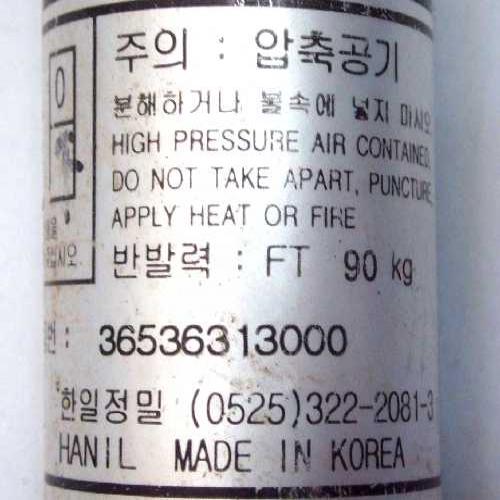 주의 : 압축공기
분해하거나 불속에 넣지 마시오
HIGH PRESSURE AIR CONTAINED,
DO NOT TAKE APART, PUNCTURE,
APPLY HEAT OR FIRE
반발력 : FT 90 kg
36536313000
한일정밀 (0525)322-2081-3
HANIL MADE IN KOREA